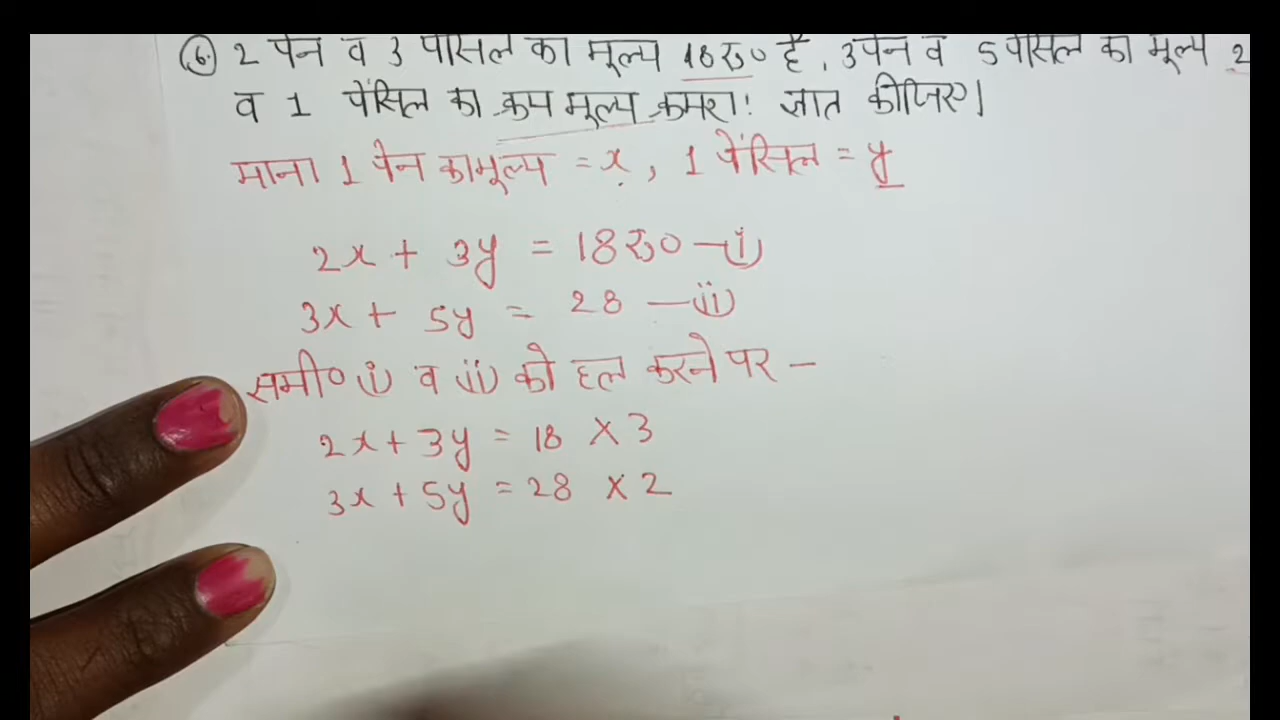 6. 2 पेन व 3 पेंसिल का मूल्य 18 रु० है, 3 पेन व 5 पेंसिल का मूल्य 2
व 1 पेंसिल का क्रय मूल्य क्रमशः ज्ञात कीजिए।
माना 1 पेन का मूल्य = x, 1 पेंसिल = y
2x + 3y = 18 रु० —(i)
3x + 5y = 28 —(ii)
समी० (i) व (ii) को हल करने पर –
2x + 3y = 18 × 3
3x + 5y = 28 × 2